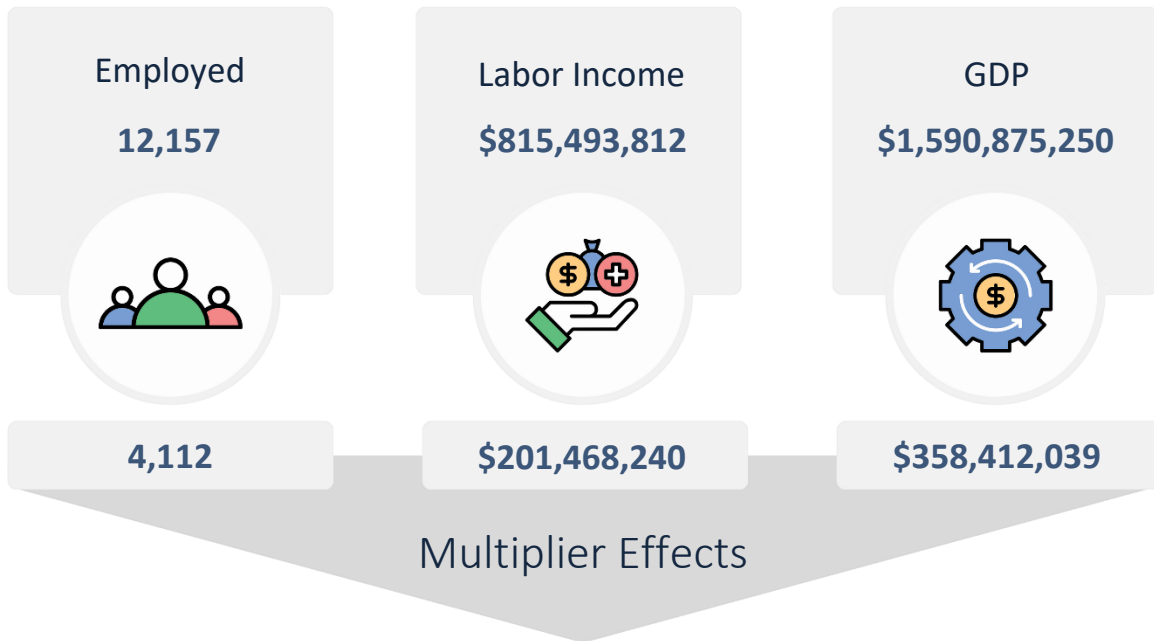 Employed
12,157
Labor Income
$815,493,812
GDP
$1,590,875,250
$
$
4,112
$201,468,240
$358,412,039
Multiplier Effects